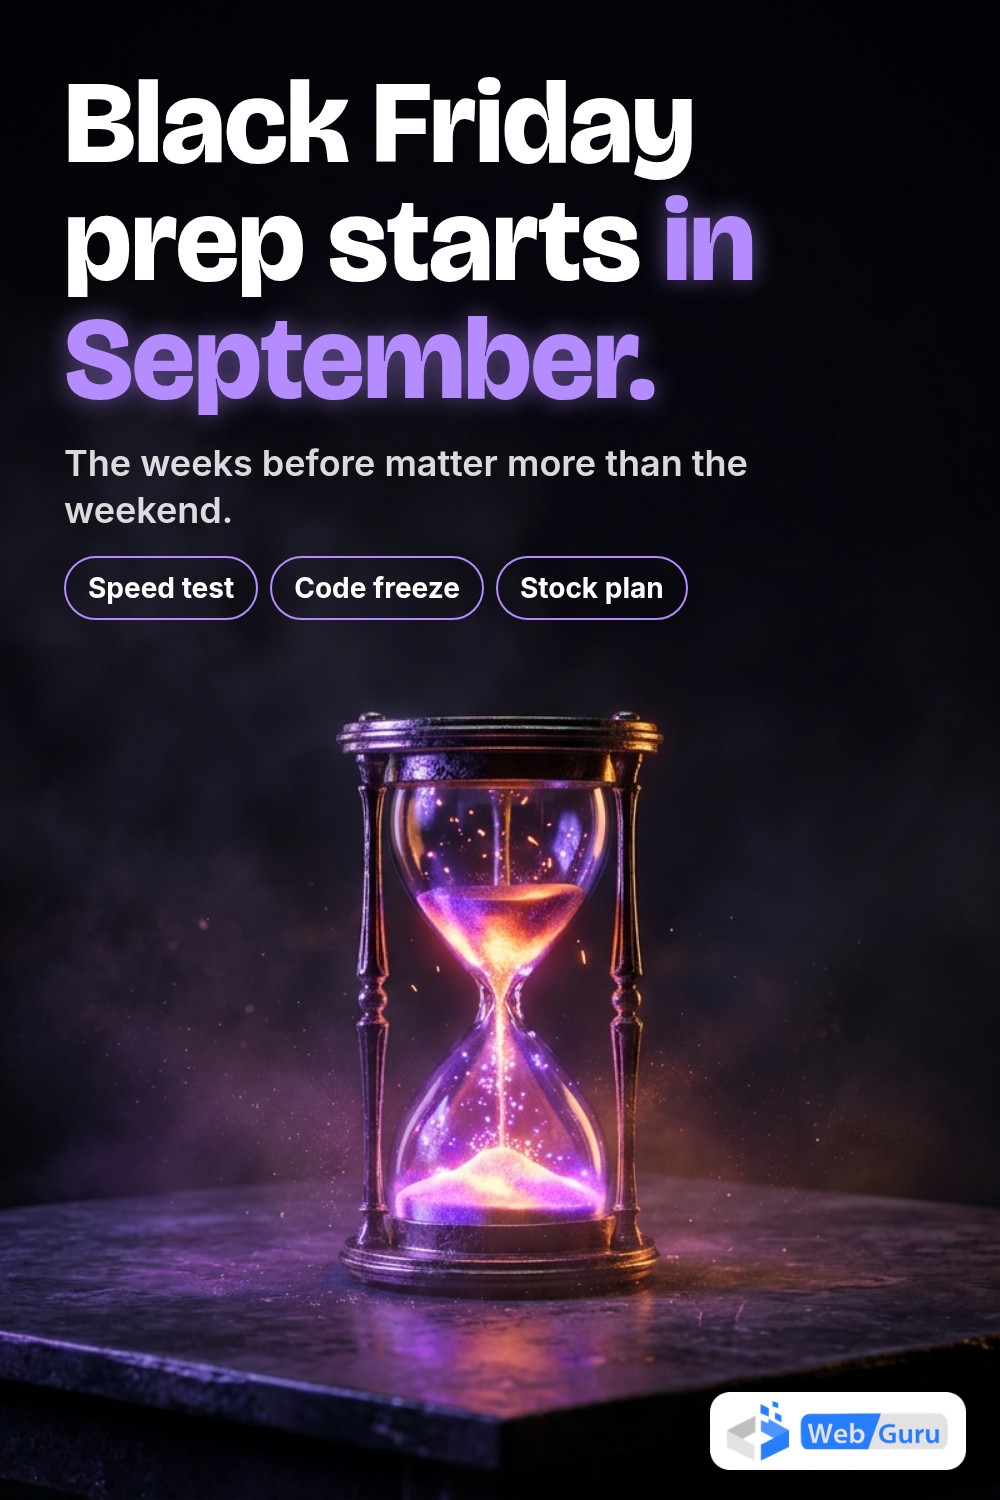 Black Friday
prep starts in
September.
The weeks before matter more than the
weekend.
Speed test
Code freeze
Stock plan
Web Guru